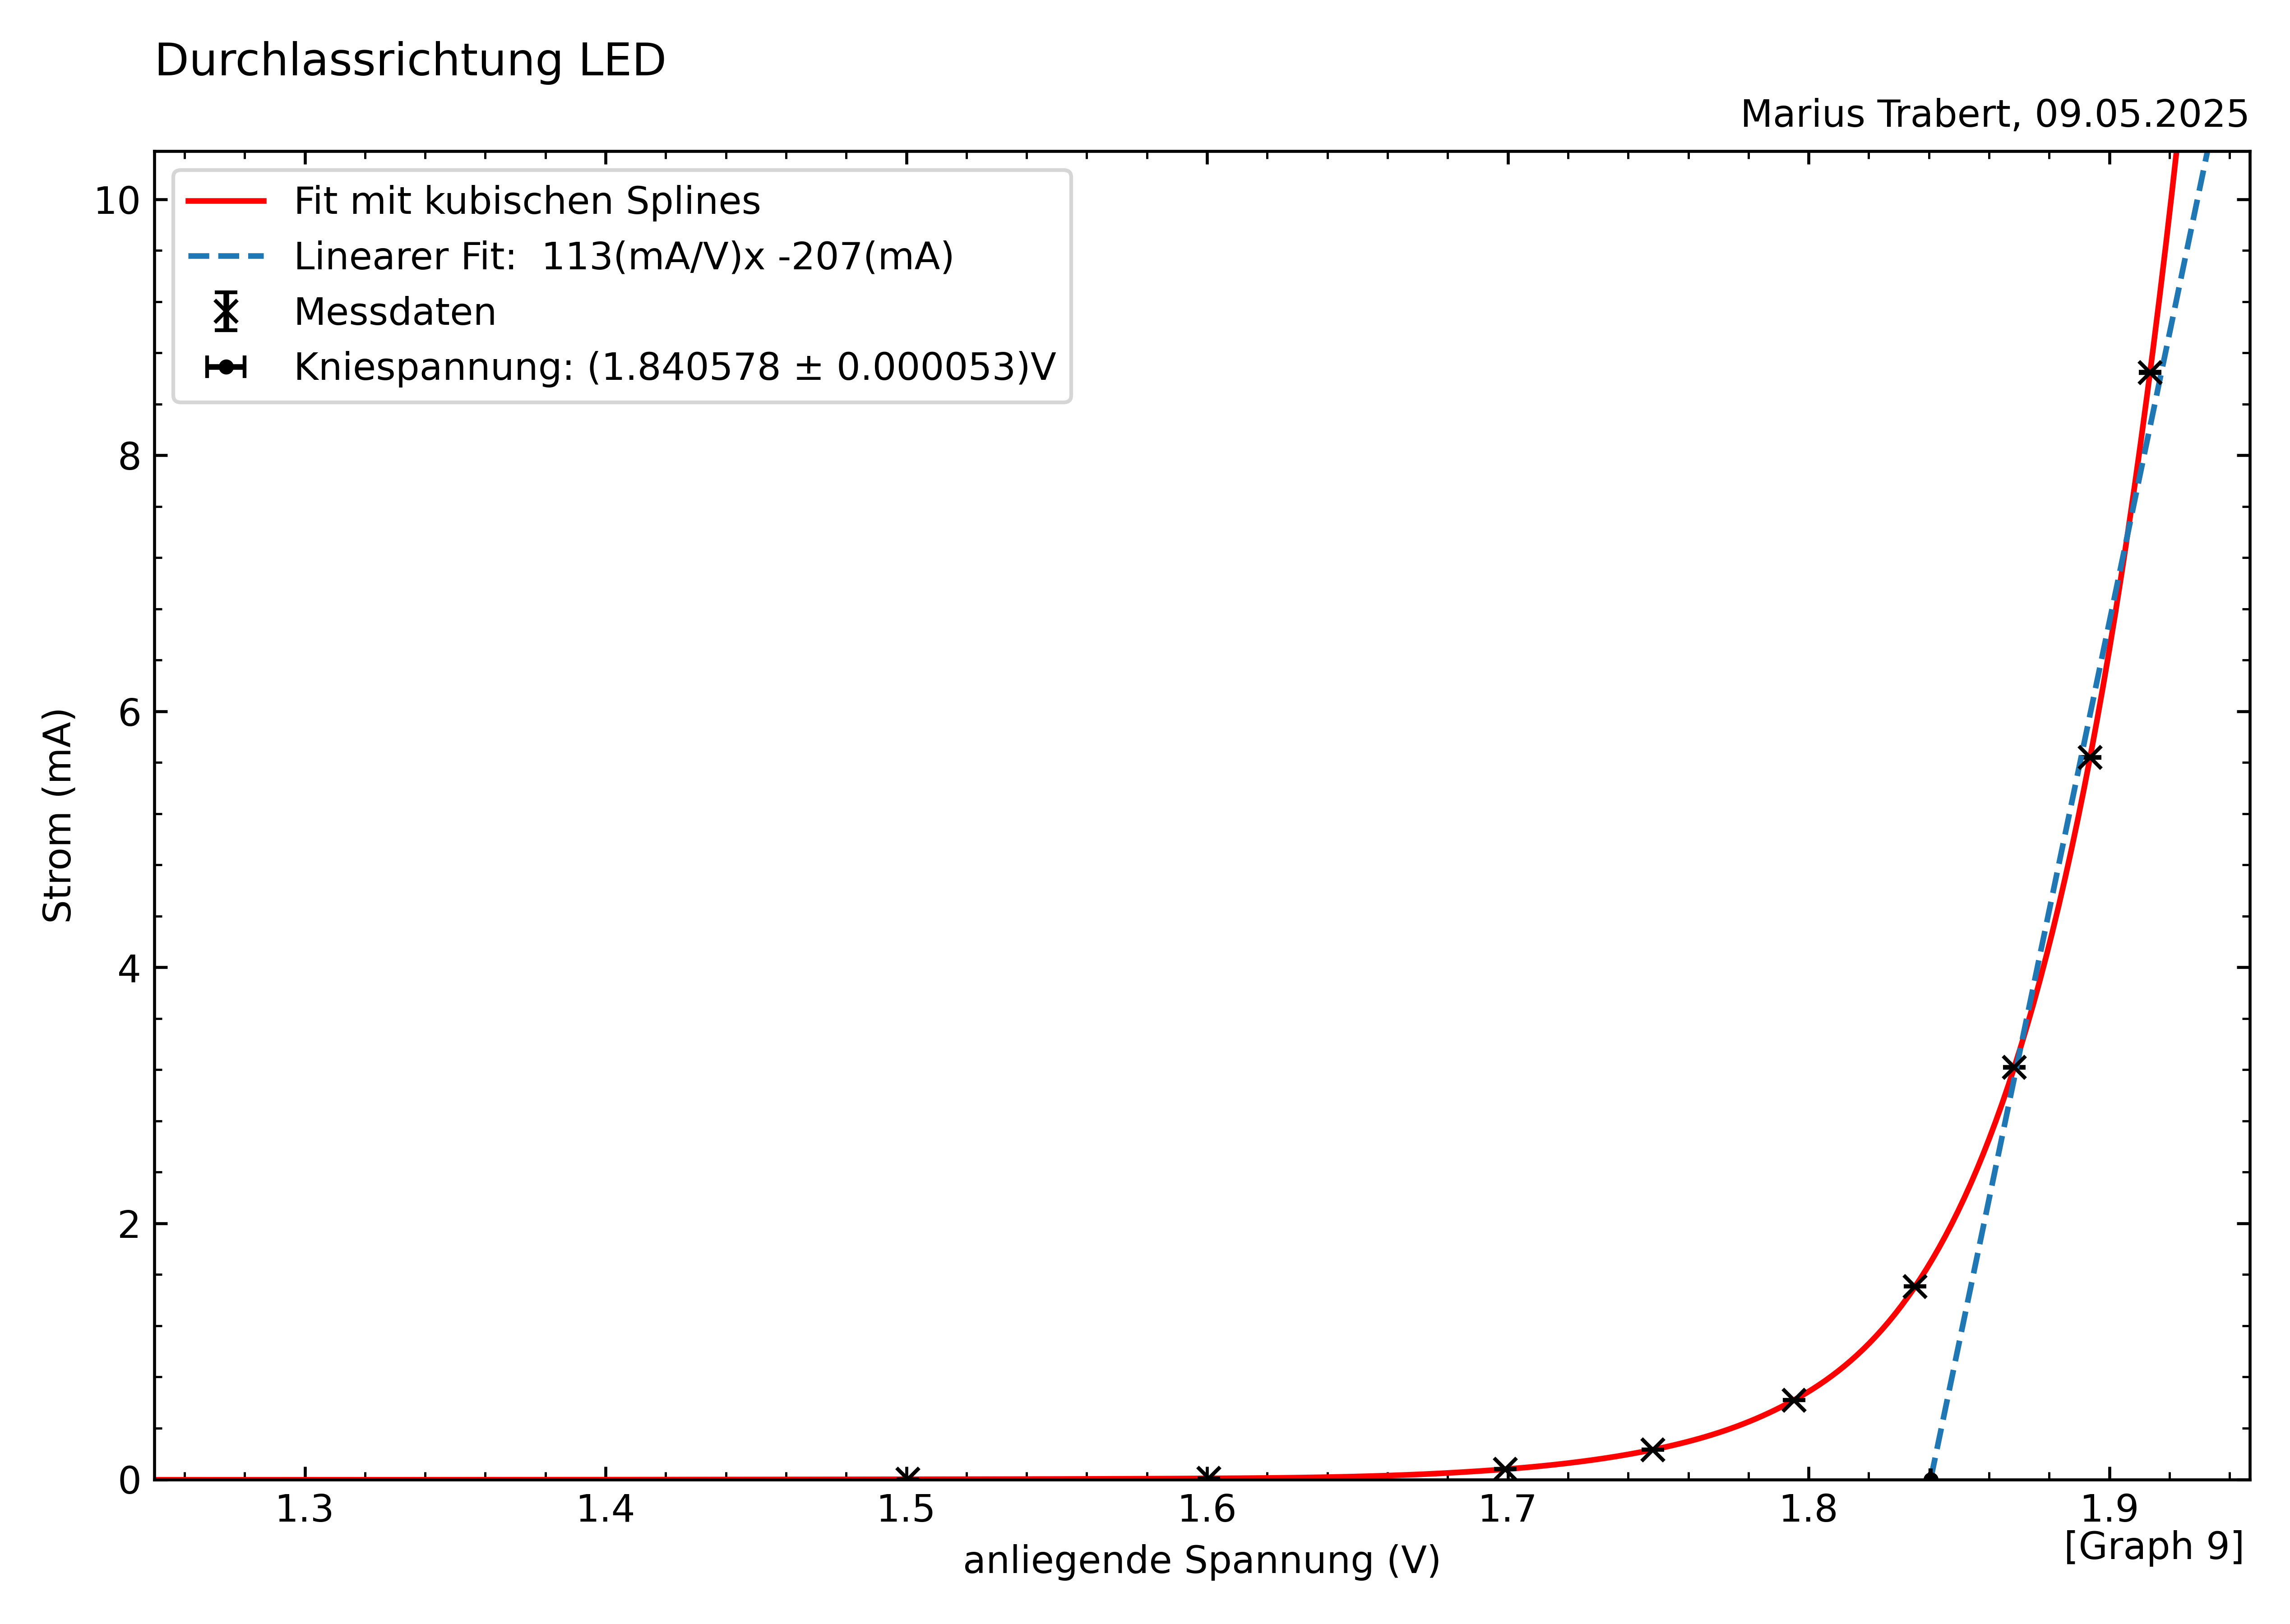 Durchlassrichtung LED
Marius Trabert, 09.05.2025
Fit mit kubischen Splines
Linearer Fit:  113(mA/V)x -207(mA)
Messdaten
Kniespannung: (1.840578 ± 0.000053)V
10
8
6
4
2
0
Strom (mA)
1.3 1.4 1.5 1.6 1.7 1.8 1.9
[Graph 9]
anliegende Spannung (V)